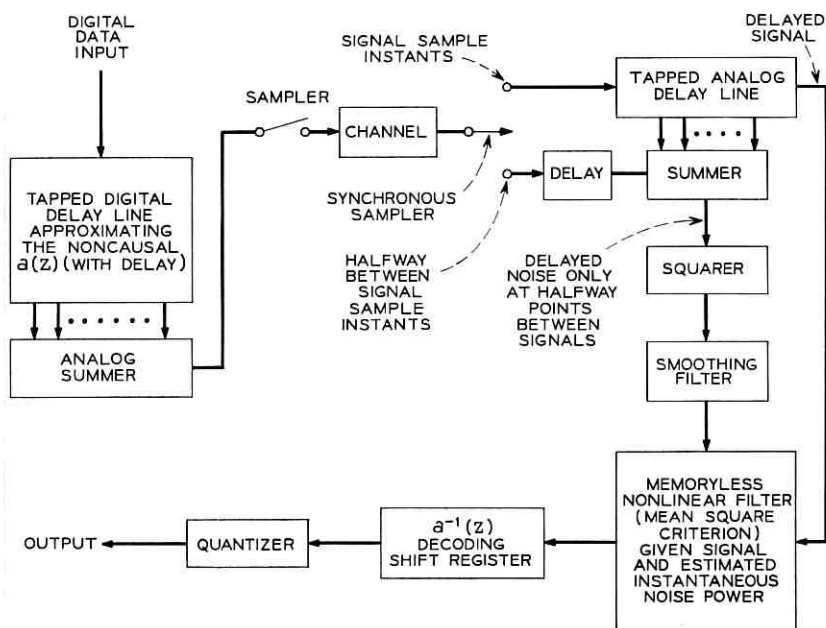 DIGITAL
DATA
INPUT
TAPPED DIGITAL
DELAY LINE
APPROXIMATING
THE NONCAUSAL
a(z) (WITH DELAY)
ANALOG
SUMMER
SAMPLER
CHANNEL
SIGNAL SAMPLE
INSTANTS
SYNCHRONOUS
SAMPLER
HALFWAY
BETWEEN
SIGNAL
SAMPLE
INSTANTS
DELAYED
SIGNAL
TAPPED ANALOG
DELAY LINE
DELAY
SUMMER
DELAYED
NOISE ONLY
AT HALFWAY
POINTS
BETWEEN
SIGNALS
SQUARER
SMOOTHING
FILTER
MEMORYLESS
NONLINEAR FILTER
(MEAN SQUARE
CRITERION)
GIVEN SIGNAL
AND ESTIMATED
INSTANTANEOUS
NOISE POWER
a⁻¹(z)
DECODING
SHIFT REGISTER
QUANTIZER
OUTPUT